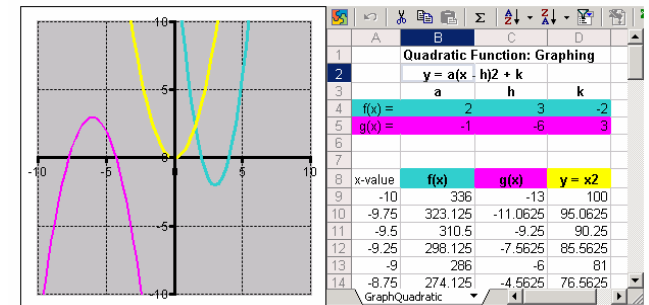 10
5
-10
-5
0
5
10
-5
-10
A B C D
1 Quadratic Function: Graphing
2 y = a(x - h)2 + k
3 a h k
4 f(x) = 2 3 -2
5 g(x) = -1 -6 3
6
7
8 x-value f(x) g(x) y = x2
9 -10 336 -13 100
10 -9.75 323.125 -11.0625 95.0625
11 -9.5 310.5 -9.25 90.25
12 -9.25 298.125 -7.5625 85.5625
13 -9 286 -6 81
14 -8.75 274.125 -4.5625 76.5625
GraphQuadratic